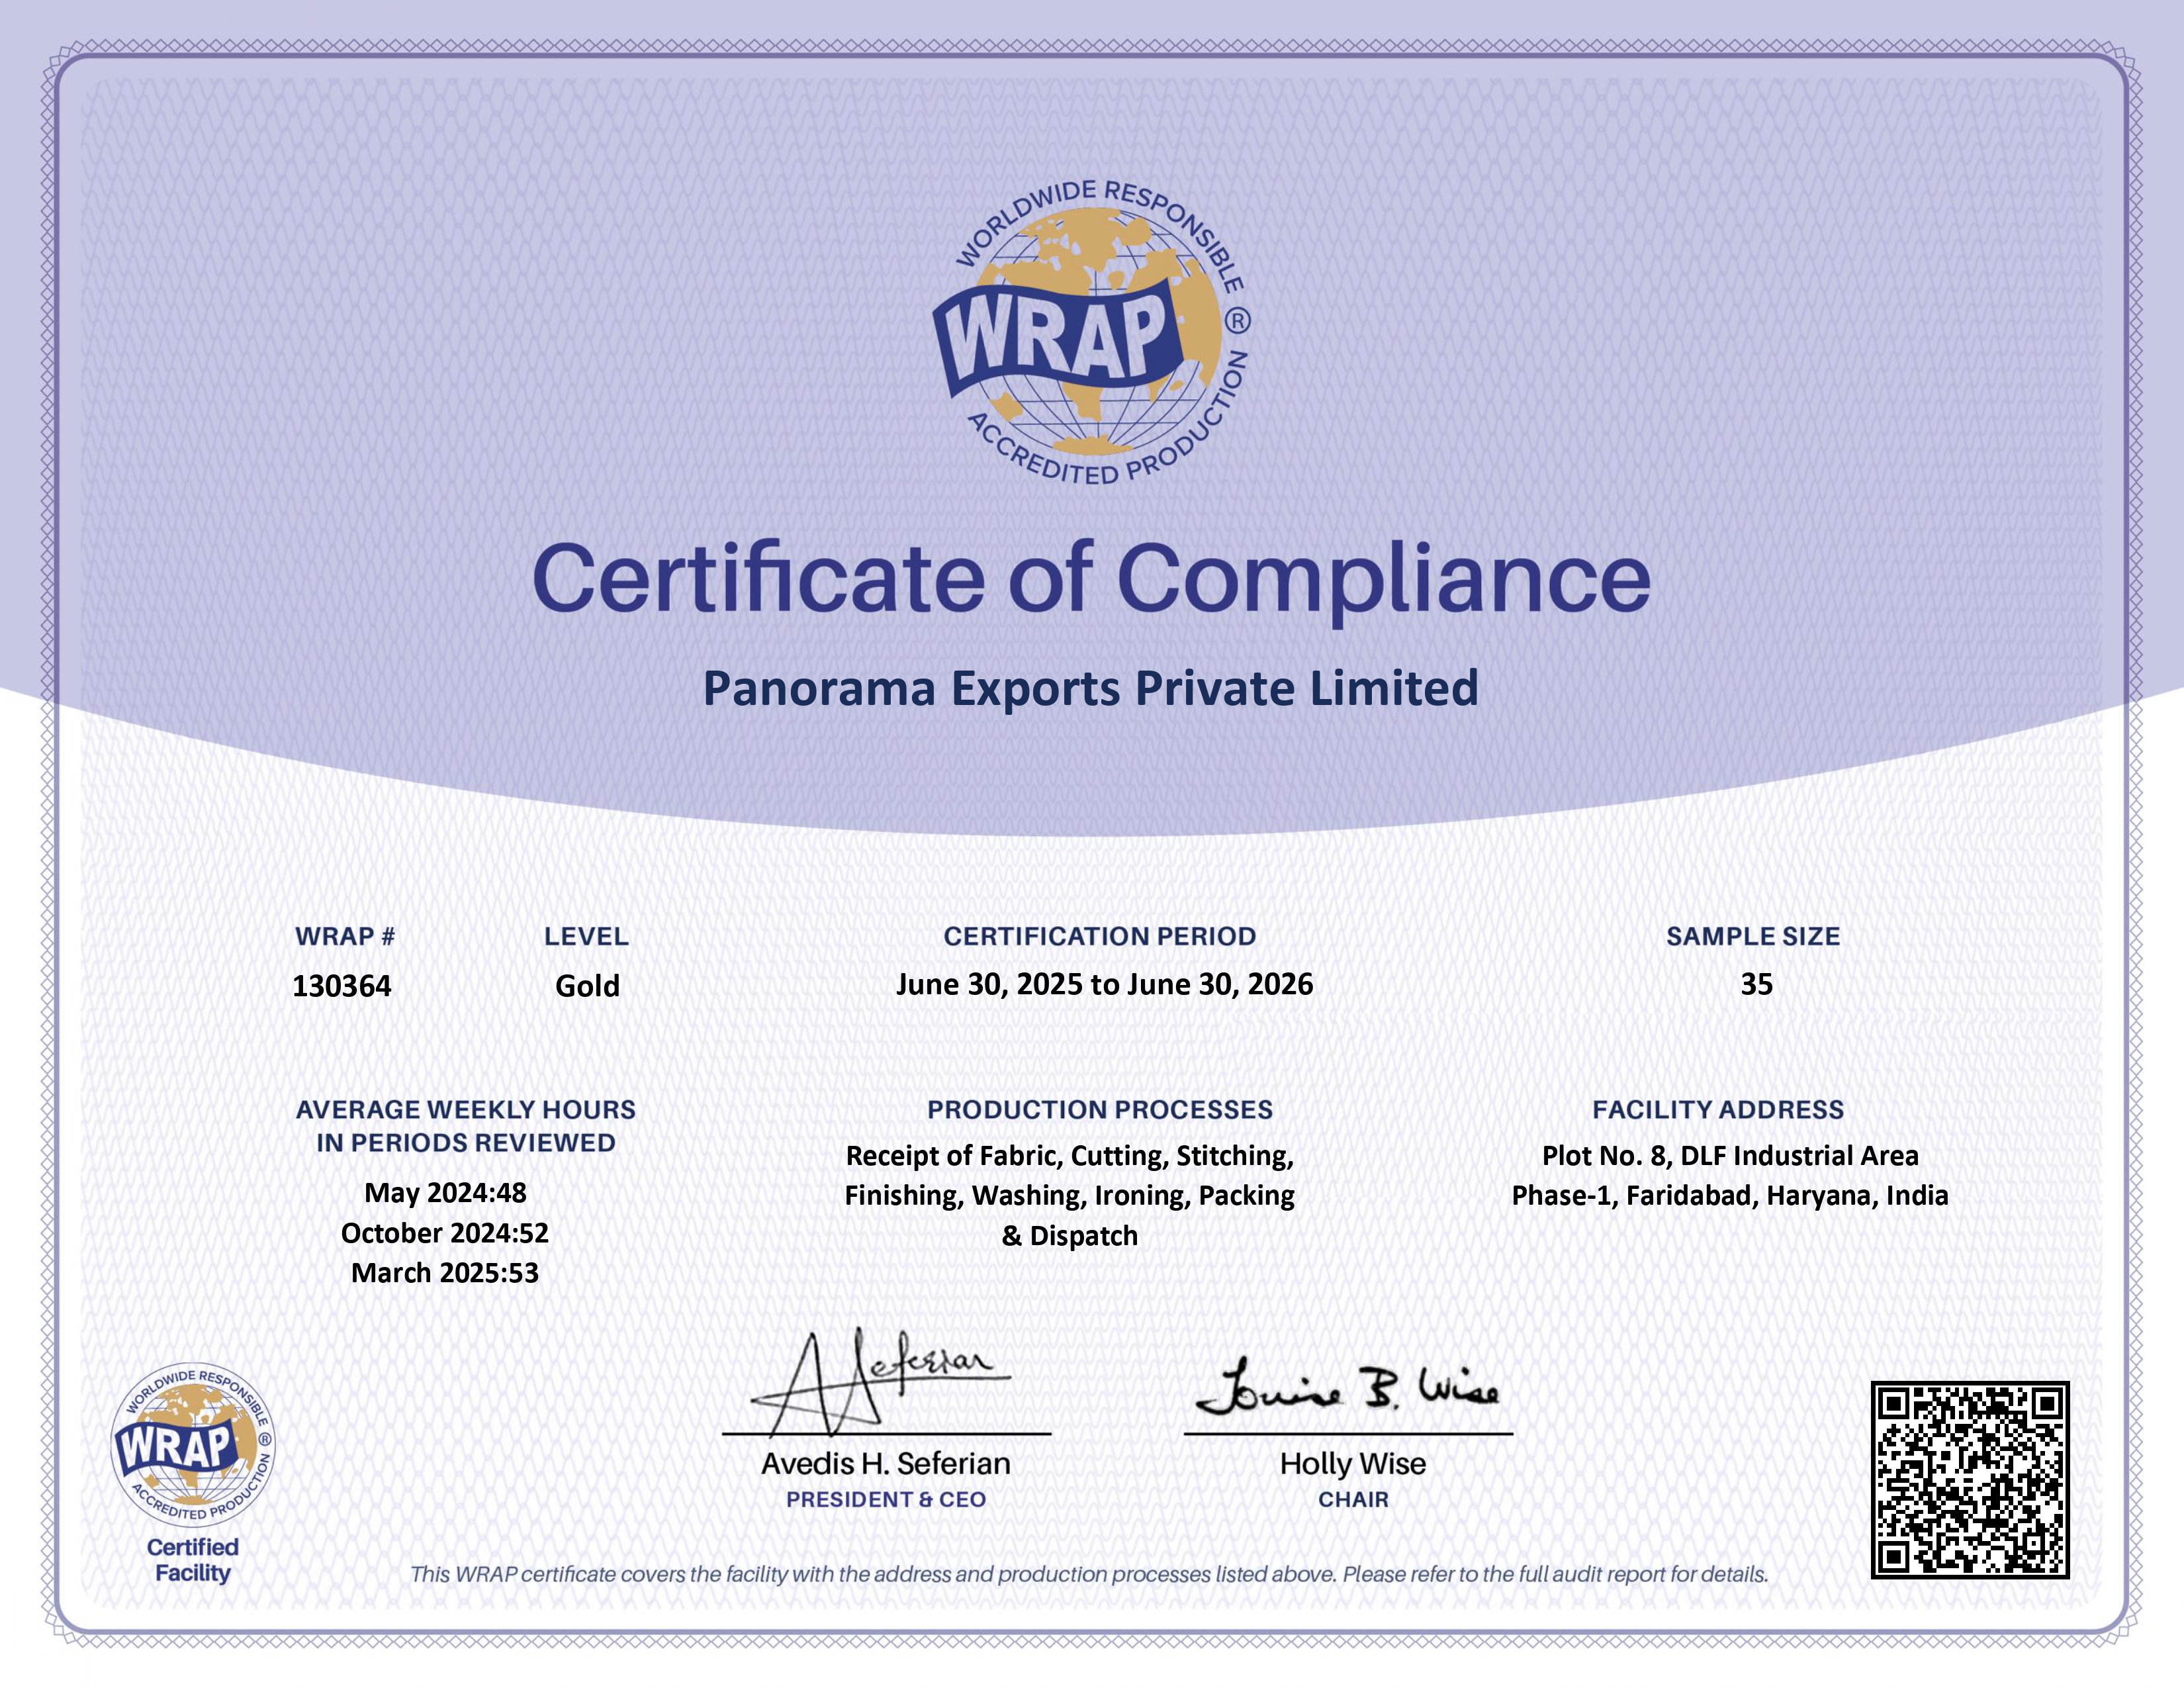 WORLDWIDE RESPONSIBLE
WRAP ®
ACCREDITED PRODUCTION
Certificate of Compliance
Panorama Exports Private Limited
WRAP #
130364
LEVEL
Gold
CERTIFICATION PERIOD
June 30, 2025 to June 30, 2026
SAMPLE SIZE
35
AVERAGE WEEKLY HOURS
IN PERIODS REVIEWED
May 2024:48
October 2024:52
March 2025:53
PRODUCTION PROCESSES
Receipt of Fabric, Cutting, Stitching,
Finishing, Washing, Ironing, Packing
& Dispatch
FACILITY ADDRESS
Plot No. 8, DLF Industrial Area
Phase-1, Faridabad, Haryana, India
WORLDWIDE RESPONSIBLE
WRAP ®
ACCREDITED PRODUCTION
Certified
Facility
Seferian
Avedis H. Seferian
PRESIDENT & CEO
B. Wise
Holly Wise
CHAIR
This WRAP certificate covers the facility with the address and production processes listed above. Please refer to the full audit report for details.